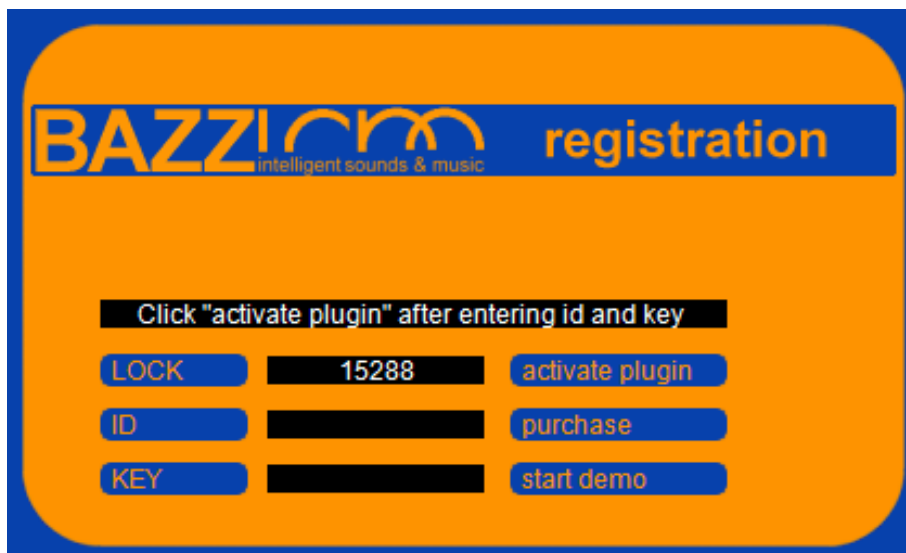 BAZZISM registration
intelligent sounds & music
Click "activate plugin" after entering id and key
LOCK 15288 activate plugin
ID purchase
KEY start demo